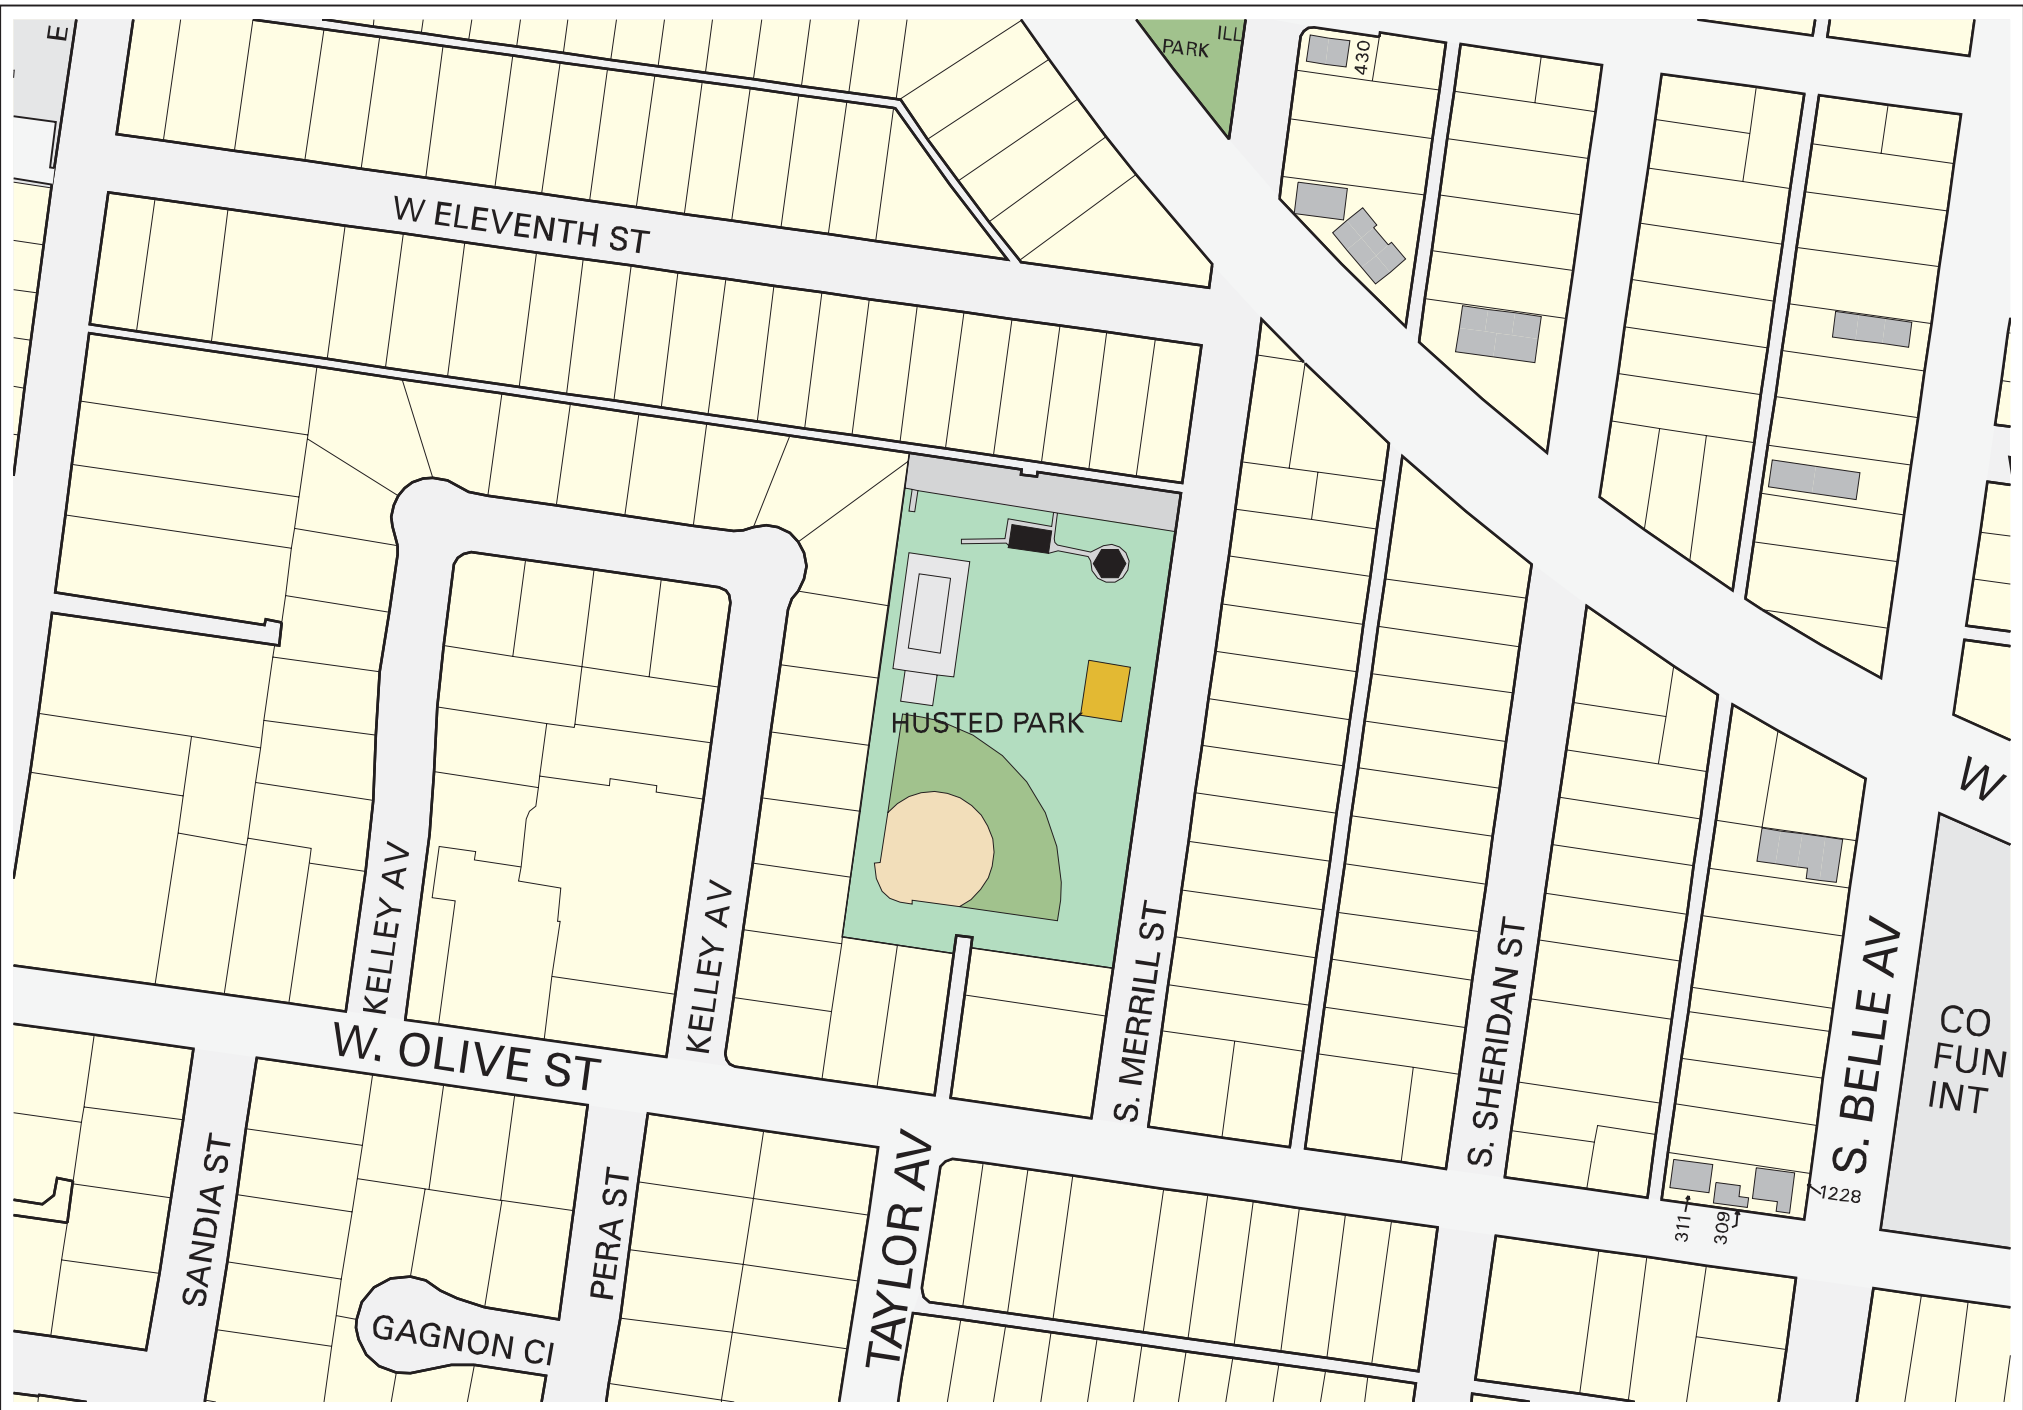 E
PARK
ILL
430
W ELEVENTH ST
HUSTED PARK
W
KELLEY AV
KELLEY AV
S. MERRILL ST
S. SHERIDAN ST
S. BELLE AV
CO
FUN
INT
W. OLIVE ST
SANDIA ST
PERA ST
TAYLOR AV
GAGNON CI
311
309
1228